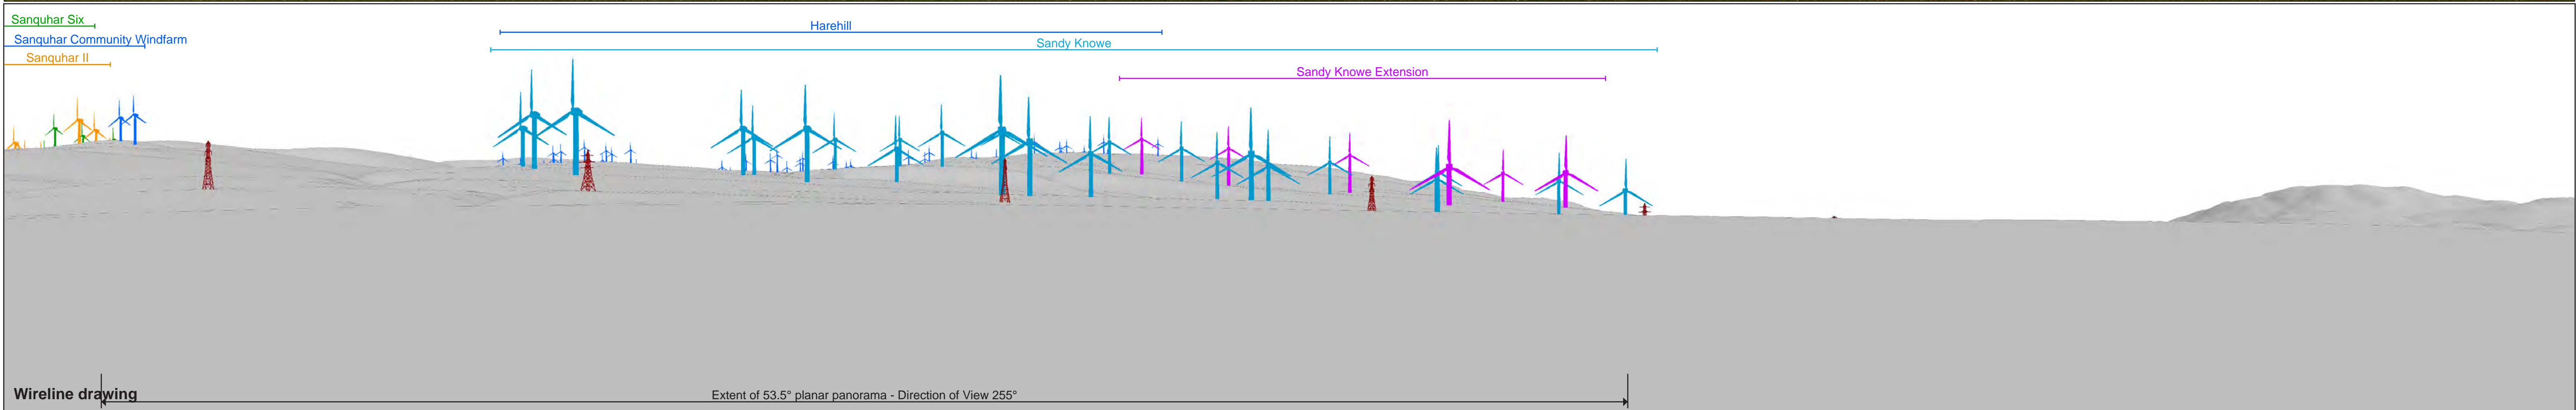 Sanquhar Six
Sanquhar Community Windfarm
Sanquhar II
Harehill
Sandy Knowe
Sandy Knowe Extension
Wireline drawing
Extent of 53.5° planar panorama - Direction of View 255°